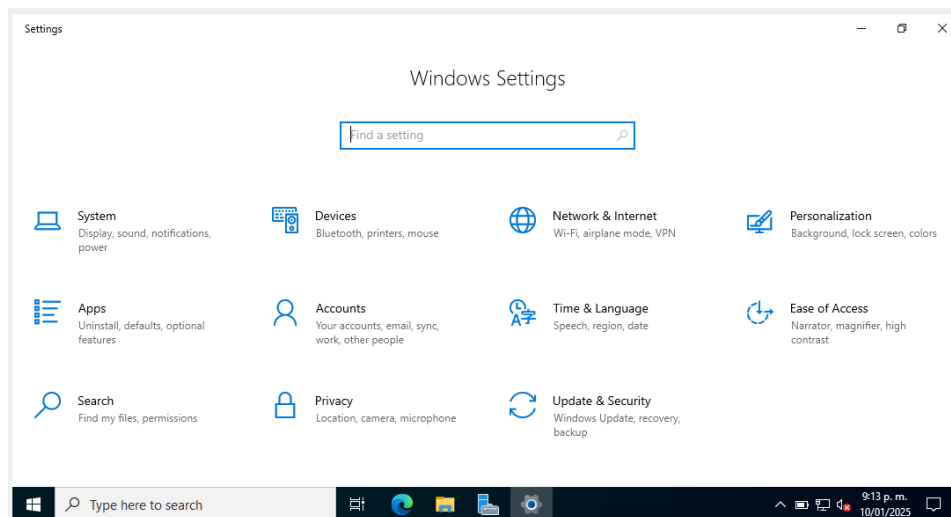 Settings
Windows Settings
Find a setting
System
Display, sound, notifications,
power
Devices
Bluetooth, printers, mouse
Network & Internet
Wi-Fi, airplane mode, VPN
Personalization
Background, lock screen, colors
Apps
Uninstall, defaults, optional
features
Accounts
Your accounts, email, sync,
work, other people
Time & Language
Speech, region, date
Ease of Access
Narrator, magnifier, high
contrast
Search
Find my files, permissions
Privacy
Location, camera, microphone
Update & Security
Windows Update, recovery,
backup
Type here to search
9:13 p. m.
10/01/2025